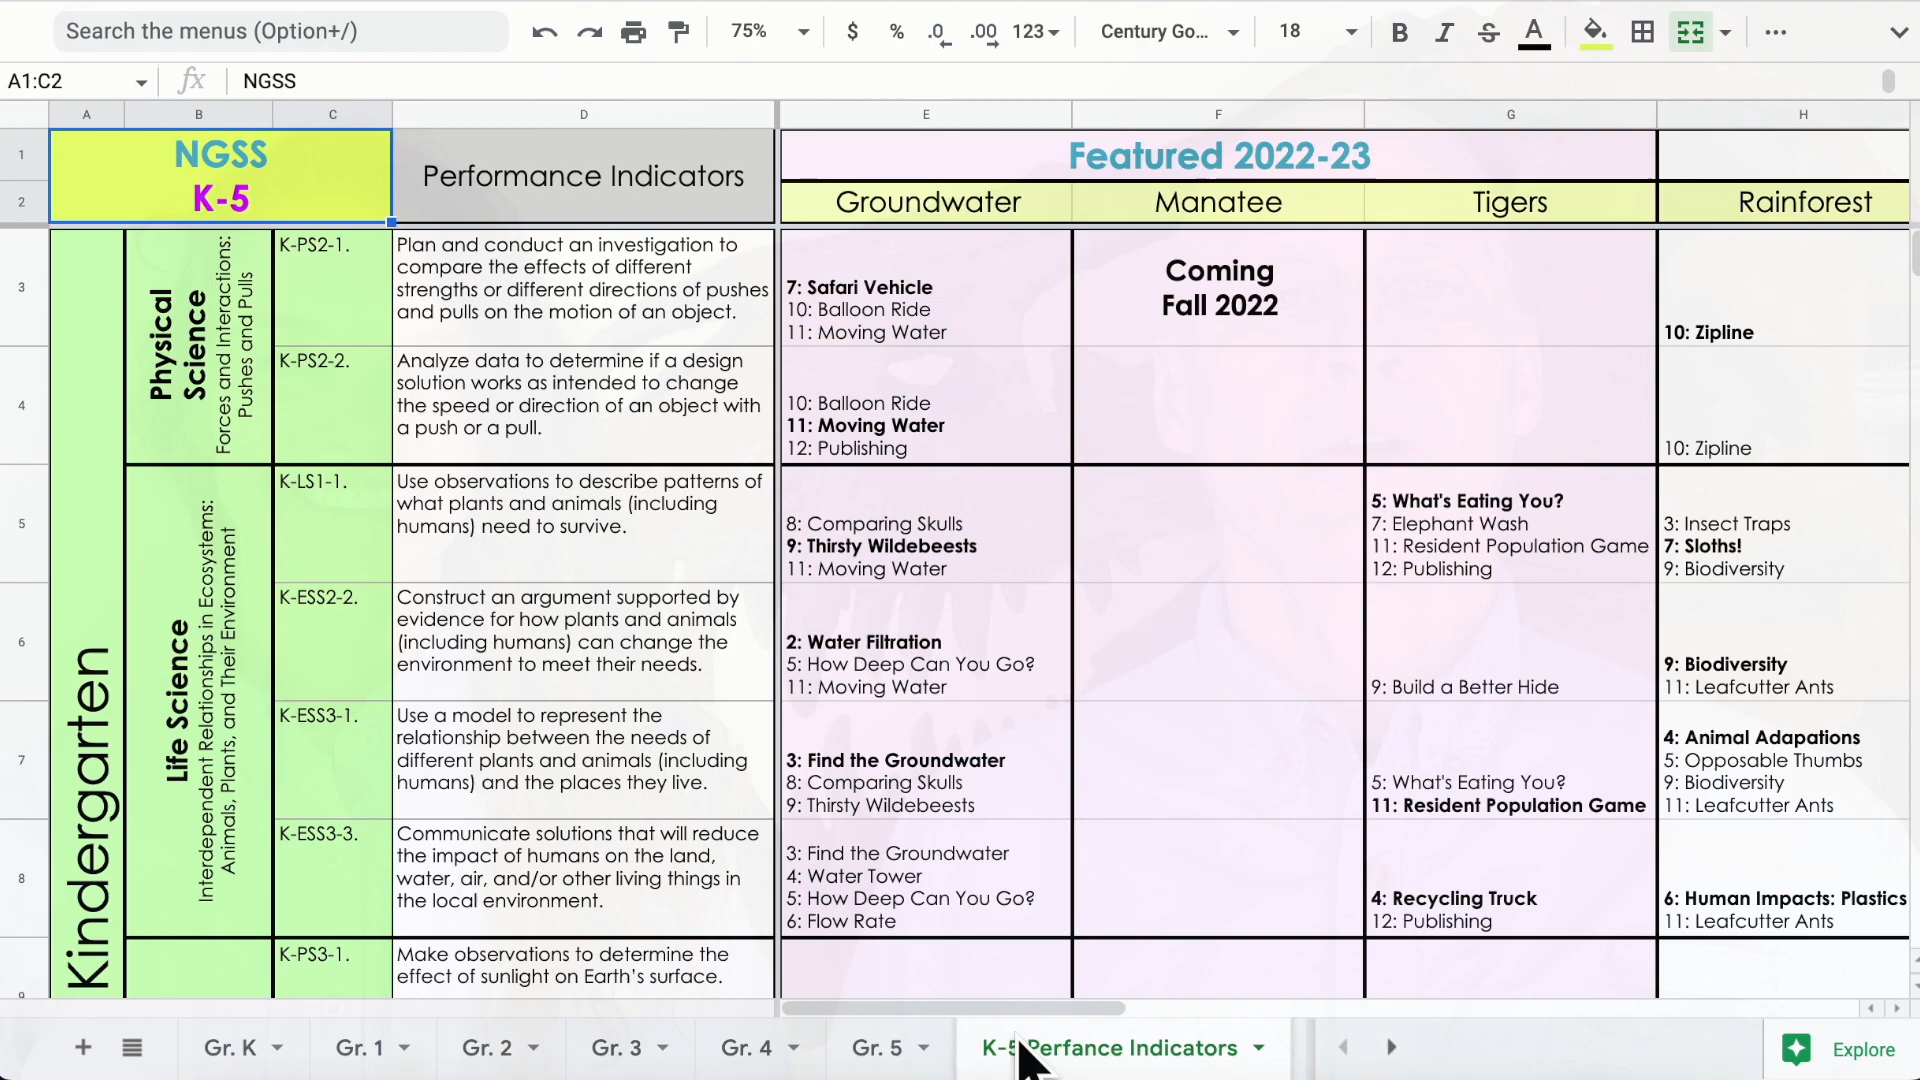 Search the menus (Option+/)
75%
$ % .0 .00 123
Century Go...
18
B I S A
A1:C2
fx
NGSS
A B C D E F G H
1
NGSS
Performance Indicators
Featured 2022-23
2
K-5
Groundwater
Manatee
Tigers
Rainforest
Kindergarten
Physical
Science
Forces and Interactions:
Pushes and Pulls
3
K-PS2-1.
Plan and conduct an investigation to
compare the effects of different
strengths or different directions of pushes
and pulls on the motion of an object.
7: Safari Vehicle
10: Balloon Ride
11: Moving Water
Coming
Fall 2022
10: Zipline
4
K-PS2-2.
Analyze data to determine if a design
solution works as intended to change
the speed or direction of an object with
a push or a pull.
10: Balloon Ride
11: Moving Water
12: Publishing
10: Zipline
Life Science
Interdependent Relationships in Ecosystems:
Animals, Plants, and Their Environment
5
K-LS1-1.
Use observations to describe patterns of
what plants and animals (including
humans) need to survive.
8: Comparing Skulls
9: Thirsty Wildebeests
11: Moving Water
5: What's Eating You?
7: Elephant Wash
11: Resident Population Game
12: Publishing
3: Insect Traps
7: Sloths!
9: Biodiversity
6
K-ESS2-2.
Construct an argument supported by
evidence for how plants and animals
(including humans) can change the
environment to meet their needs.
2: Water Filtration
5: How Deep Can You Go?
11: Moving Water
9: Build a Better Hide
9: Biodiversity
11: Leafcutter Ants
7
K-ESS3-1.
Use a model to represent the
relationship between the needs of
different plants and animals (including
humans) and the places they live.
3: Find the Groundwater
8: Comparing Skulls
9: Thirsty Wildebeests
5: What's Eating You?
11: Resident Population Game
4: Animal Adapations
5: Opposable Thumbs
9: Biodiversity
11: Leafcutter Ants
8
K-ESS3-3.
Communicate solutions that will reduce
the impact of humans on the land,
water, air, and/or other living things in
the local environment.
3: Find the Groundwater
4: Water Tower
5: How Deep Can You Go?
6: Flow Rate
4: Recycling Truck
12: Publishing
6: Human Impacts: Plastics
11: Leafcutter Ants
9
K-PS3-1.
Make observations to determine the
effect of sunlight on Earth's surface.
Gr. K
Gr. 1
Gr. 2
Gr. 3
Gr. 4
Gr. 5
K-5 Perfance Indicators
Explore